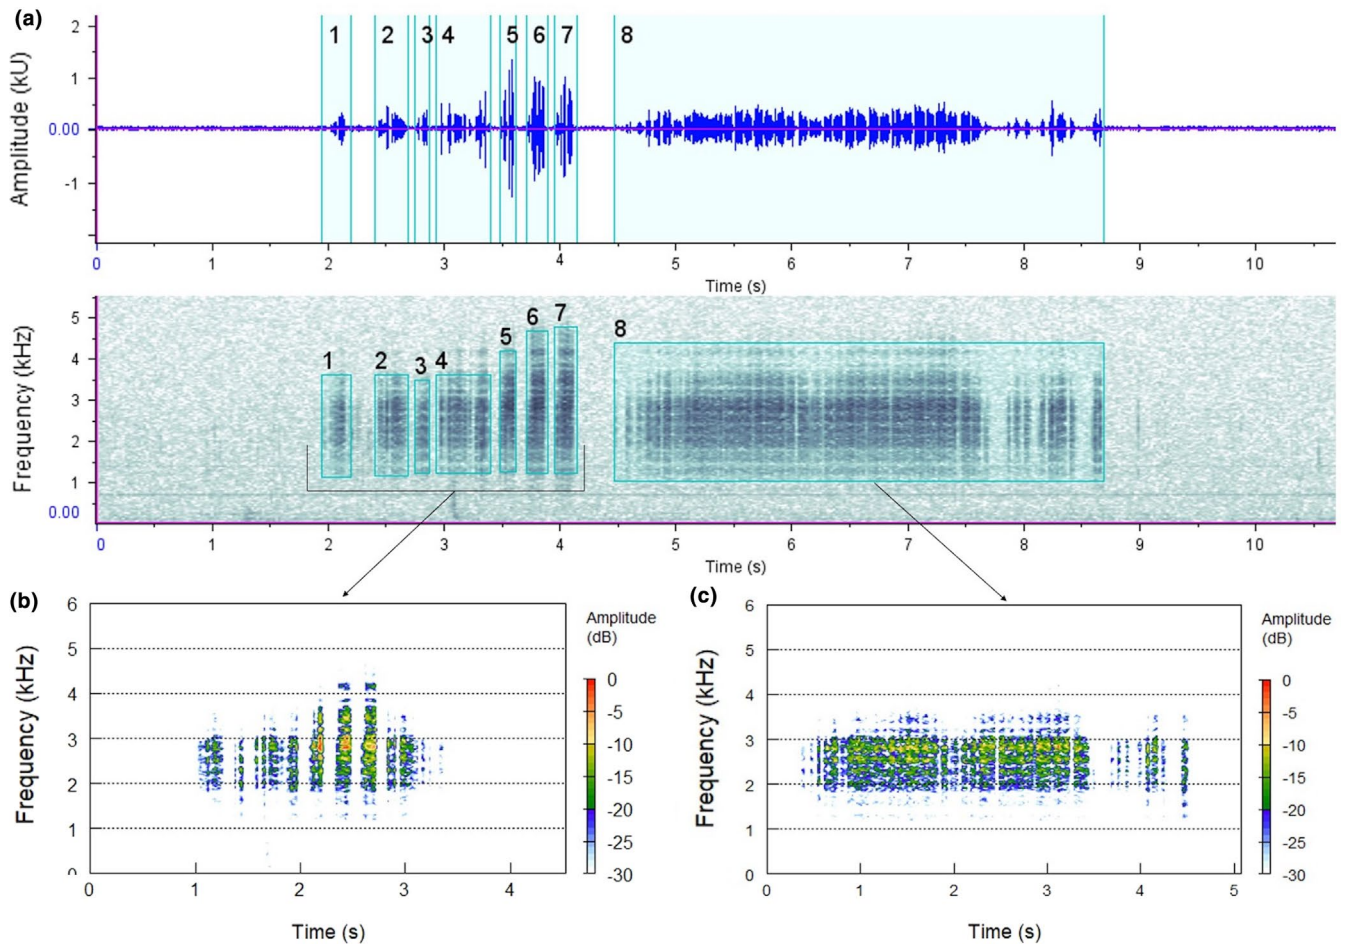 (a)
Amplitude (kU)
2
1
0.00
-1
1 2 3 4 5 6 7 8
0 1 2 3 4 5 6 7 8 9 10
Time (s)
Frequency (kHz)
5
4
3
2
1
0.00
1 2 3 4 5 6 7 8
0 1 2 3 4 5 6 7 8 9 10
Time (s)
(b)
Frequency (kHz)
6
5
4
3
2
1
0
0 1 2 3 4
Time (s)
Amplitude
(dB)
0
-5
-10
-15
-20
-25
-30
(c)
Frequency (kHz)
6
5
4
3
2
1
0
0 1 2 3 4 5
Time (s)
Amplitude
(dB)
0
-5
-10
-15
-20
-25
-30